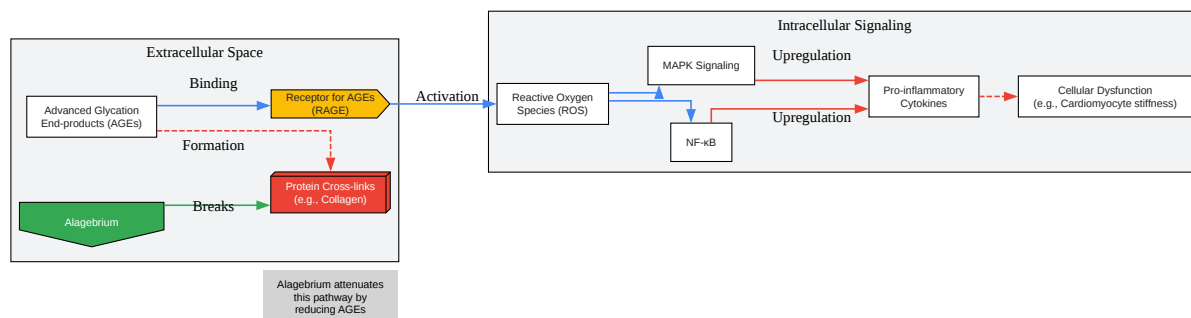 Extracellular Space
Binding
Advanced Glycation
End-products (AGEs)
Receptor for AGEs
(RAGE)
Formation
Protein Cross-links
(e.g., Collagen)
Breaks
Alagebrium
Alagebrium attenuates
this pathway by
reducing AGEs
Activation
Intracellular Signaling
Reactive Oxygen
Species (ROS)
MAPK Signaling
Upregulation
NF-κB
Upregulation
Pro-inflammatory
Cytokines
Cellular Dysfunction
(e.g., Cardiomyocyte stiffness)